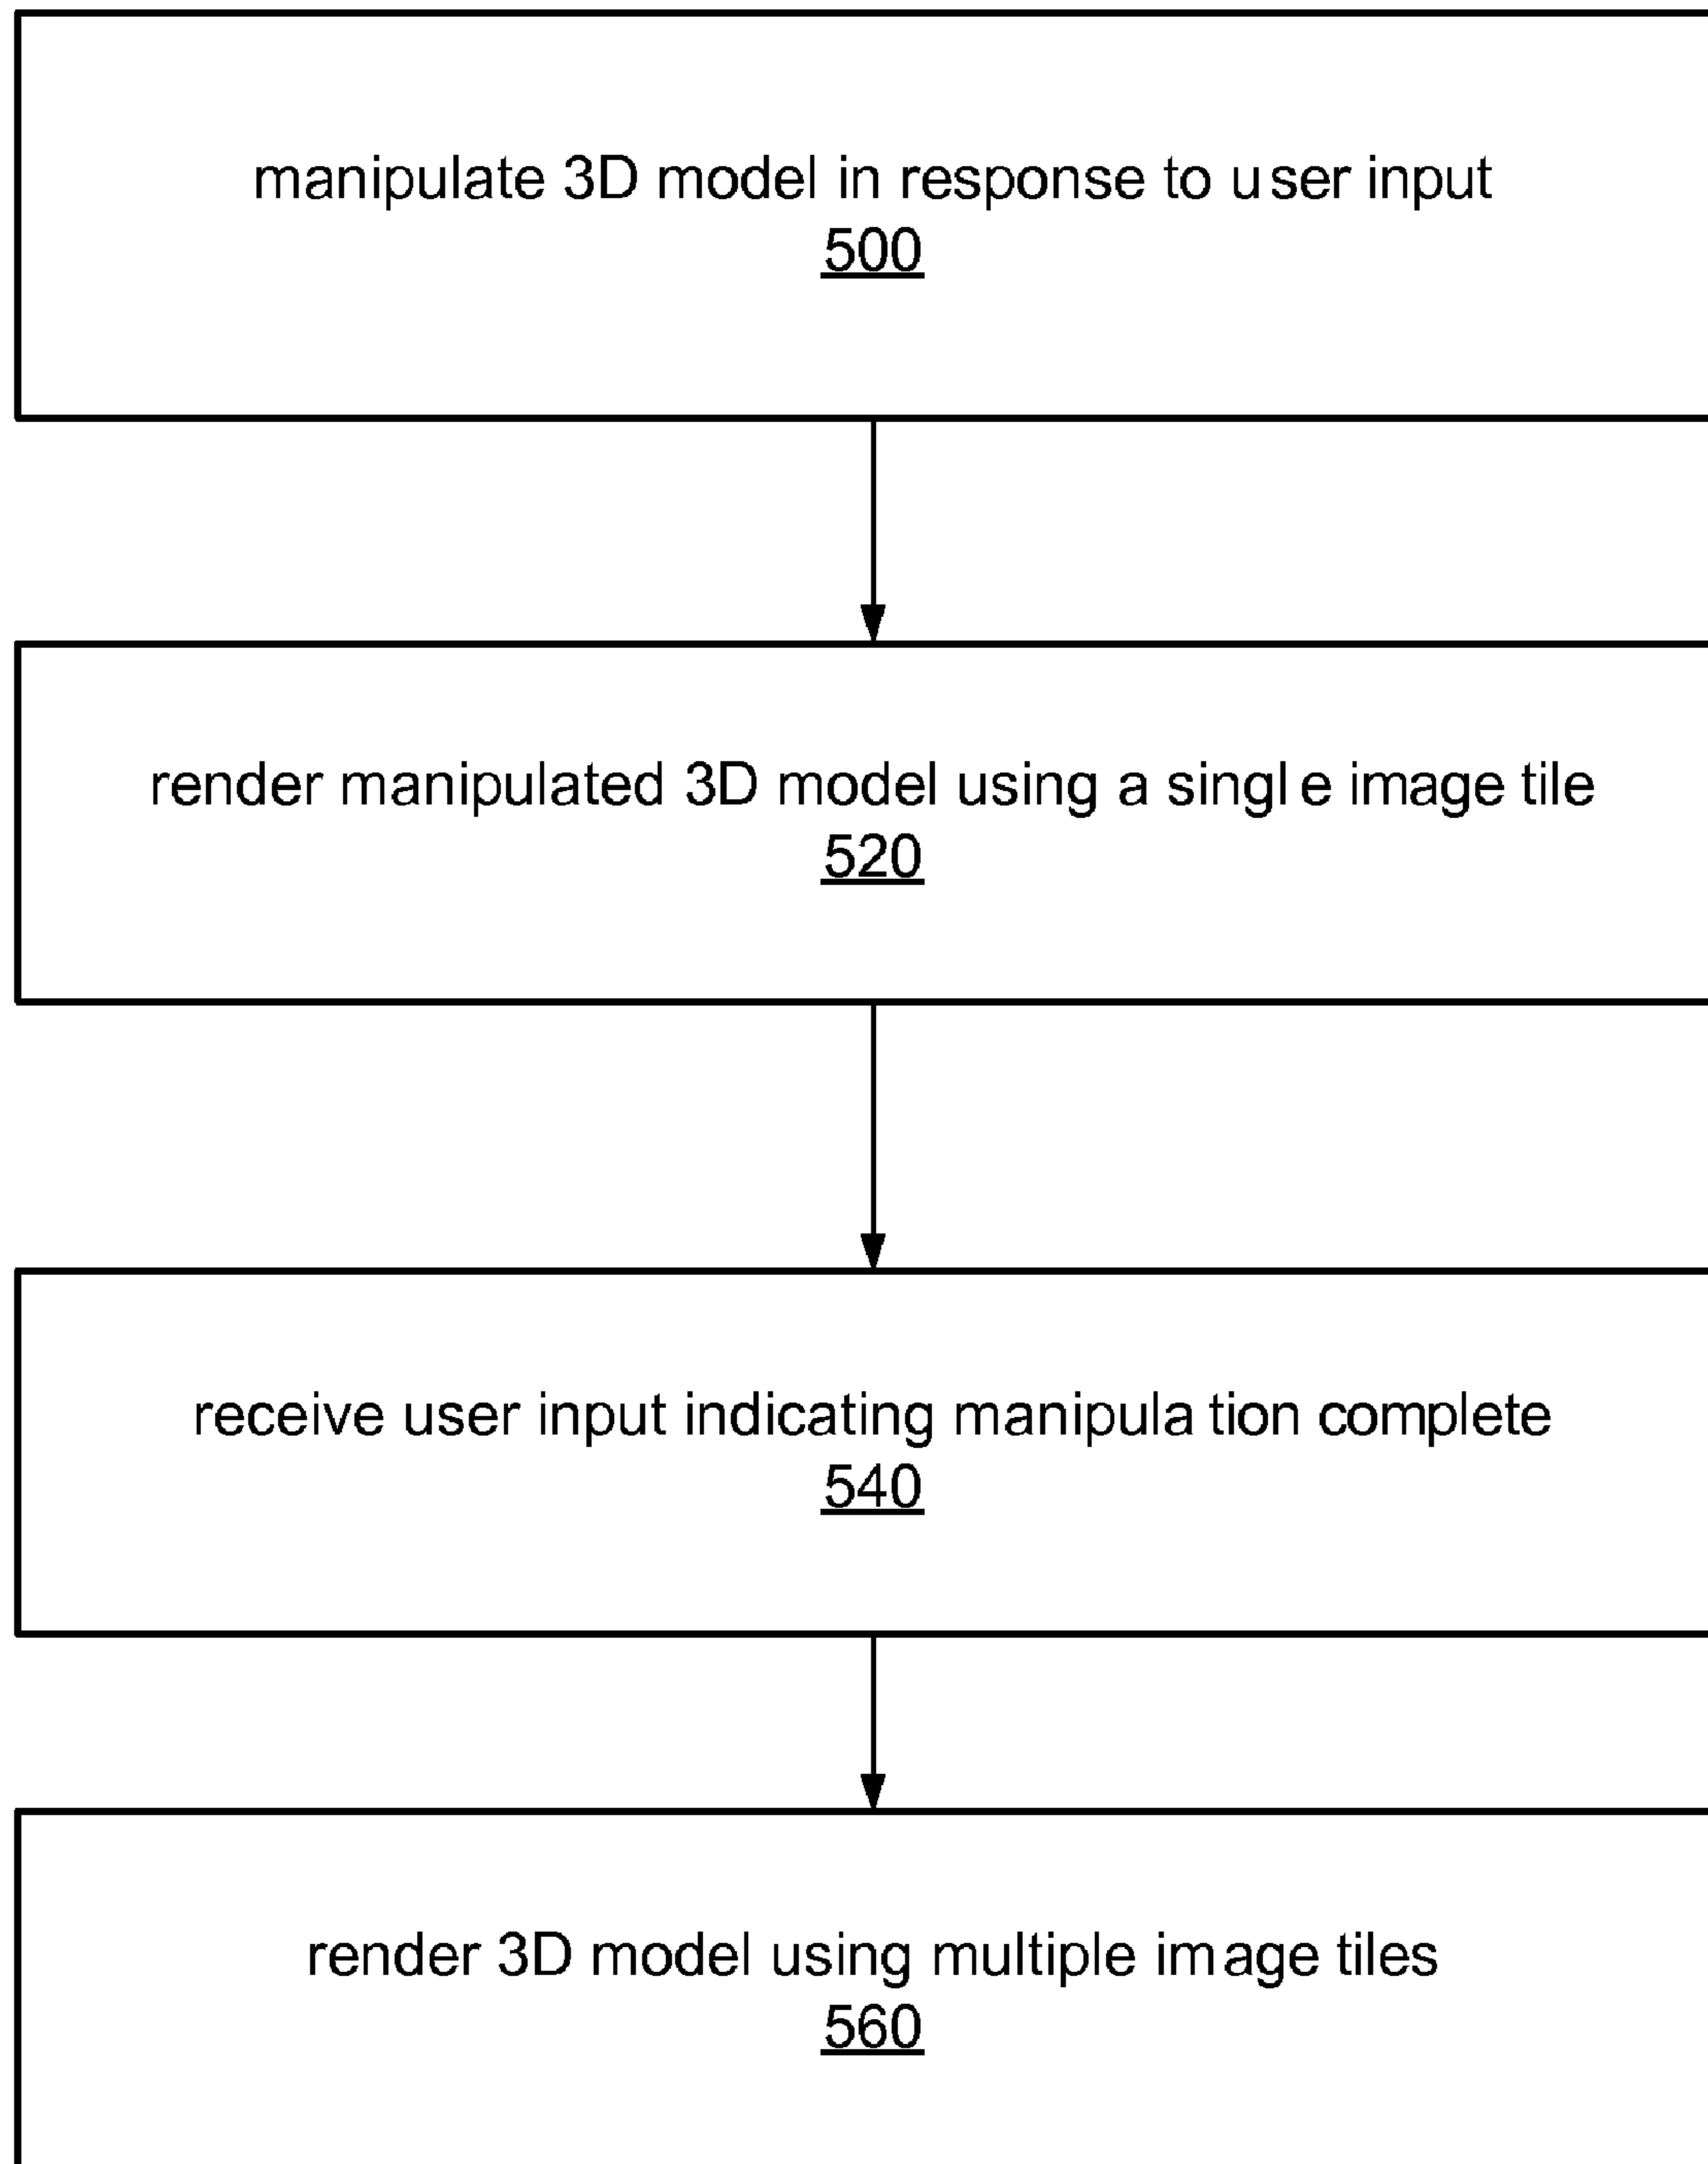 manipulate 3D model in response to user input
500
render manipulated 3D model using a single image tile
520
receive user input indicating manipulation complete
540
render 3D model using multiple image tiles
560